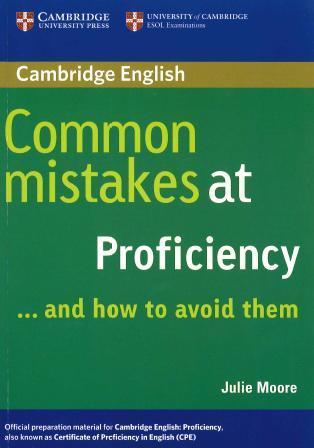 CAMBRIDGE
UNIVERSITY PRESS
UNIVERSITY of CAMBRIDGE
ESOL Examinations
Cambridge English
Common
mistakes at
Proficiency
... and how to avoid them
Julie Moore
Official preparation material for Cambridge English: Proficiency,
also known as Certificate of Proficiency in English (CPE)